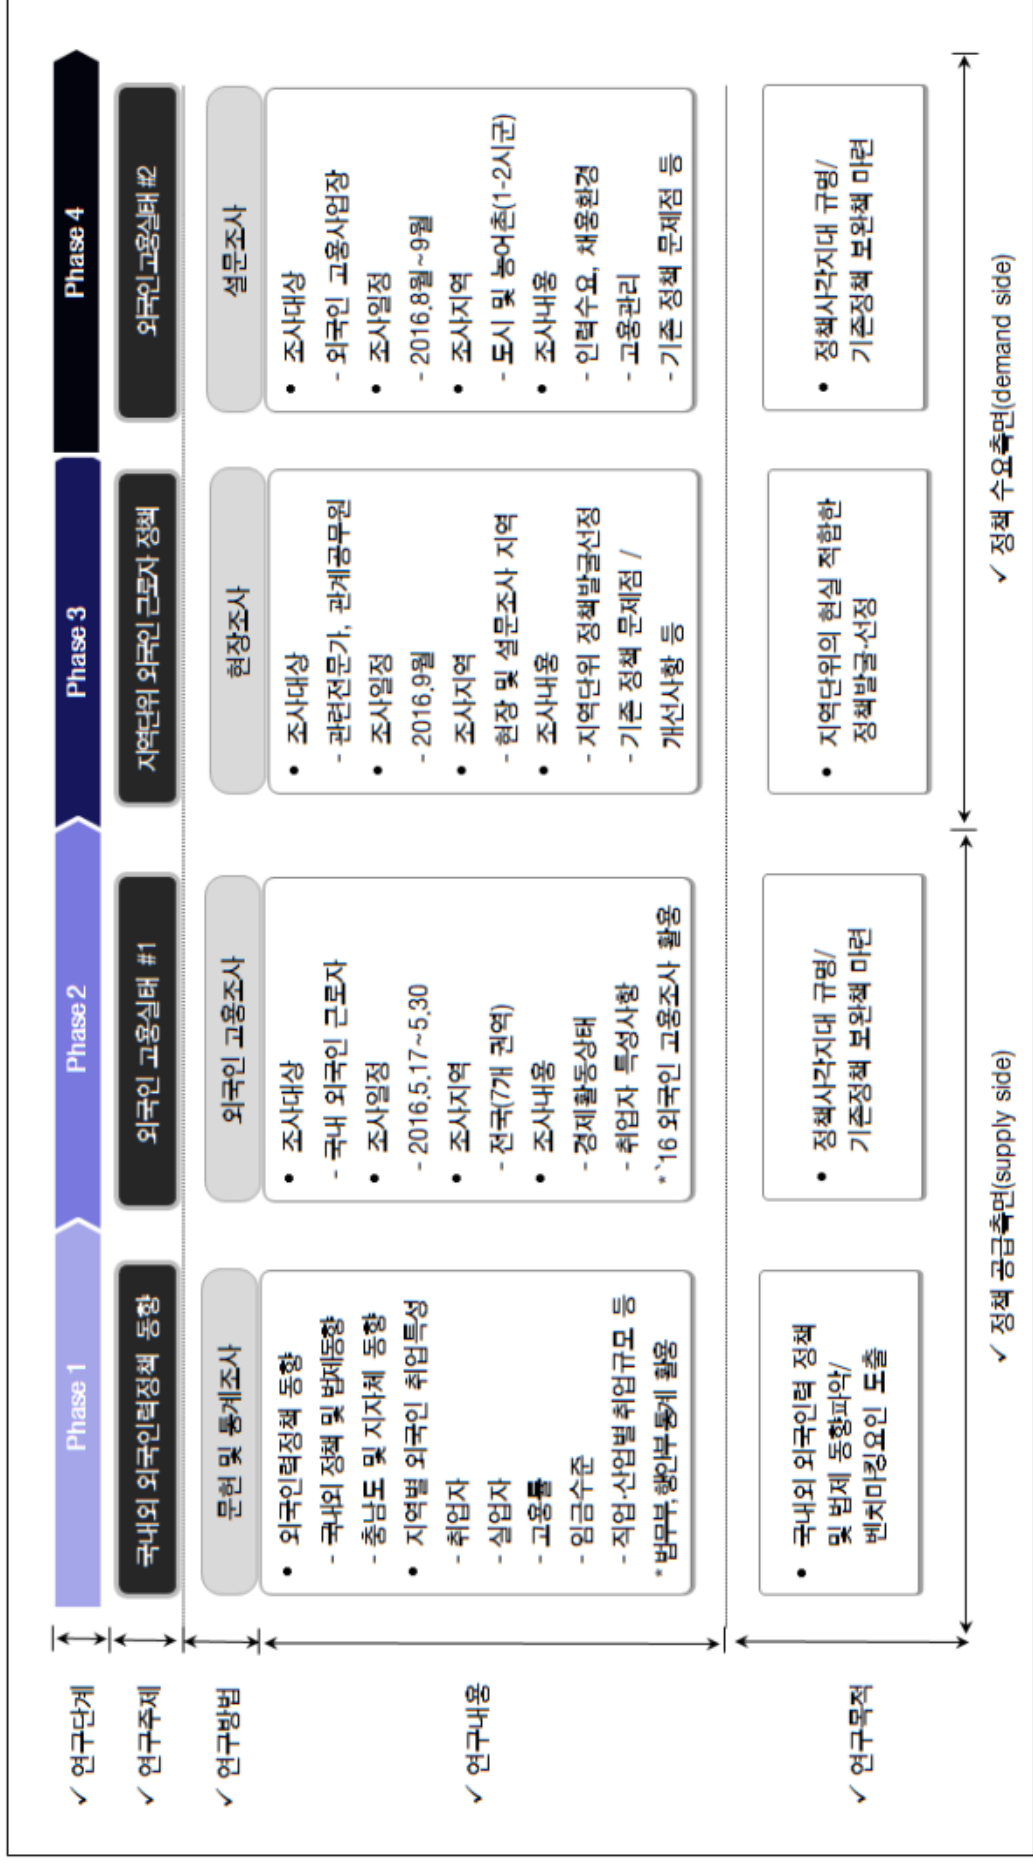 ✓ 연구단계
Phase 1
Phase 2
Phase 3
Phase 4
✓ 연구주제
국내외 외국인력정책 동향
외국인 고용실태 #1
지역단위 외국인 근로자 정책
외국인 고용실태 #2
✓ 연구방법
문헌 및 통계조사
외국인 고용조사
현장조사
설문조사
✓ 연구내용
• 외국인력정책 동향
- 국내외 정책 및 법제동향
- 충남도 및 지자체 동향
• 지역별 외국인 취업특성
- 취업자
- 실업자
- 고용률
- 임금수준
- 직업·산업별 취업규모 등
* 법무부,행안부통계 활용
• 조사대상
- 국내 외국인 근로자
• 조사일정
- 2016.5.17~5.30
• 조사지역
- 전국(7개 권역)
• 조사내용
- 경제활동상태
- 취업자 특성사항
* `16 외국인 고용조사 활용
• 조사대상
- 관련전문가, 관계공무원
• 조사일정
- 2016.9월
• 조사지역
- 현장 및 설문조사 지역
• 조사내용
- 지역단위 정책발굴·선정
- 기존 정책 문제점 /
개선사항 등
• 조사대상
- 외국인 고용사업장
• 조사일정
- 2016.8월~9월
• 조사지역
- 도시 및 농어촌(1-2시군)
• 조사내용
- 인력수요, 채용환경
- 고용관리
- 기존 정책 문제점 등
✓ 연구목적
• 국내외 외국인력 정책
및 법제 동향파악/
벤치마킹요인 도출
• 정책사각지대 규명/
기존정책 보완책 마련
• 지역단위의 현실 적합한
정책발굴·선정
• 정책사각지대 규명/
기존정책 보완책 마련
✓ 정책 공급측면(supply side)
✓ 정책 수요측면(demand side)